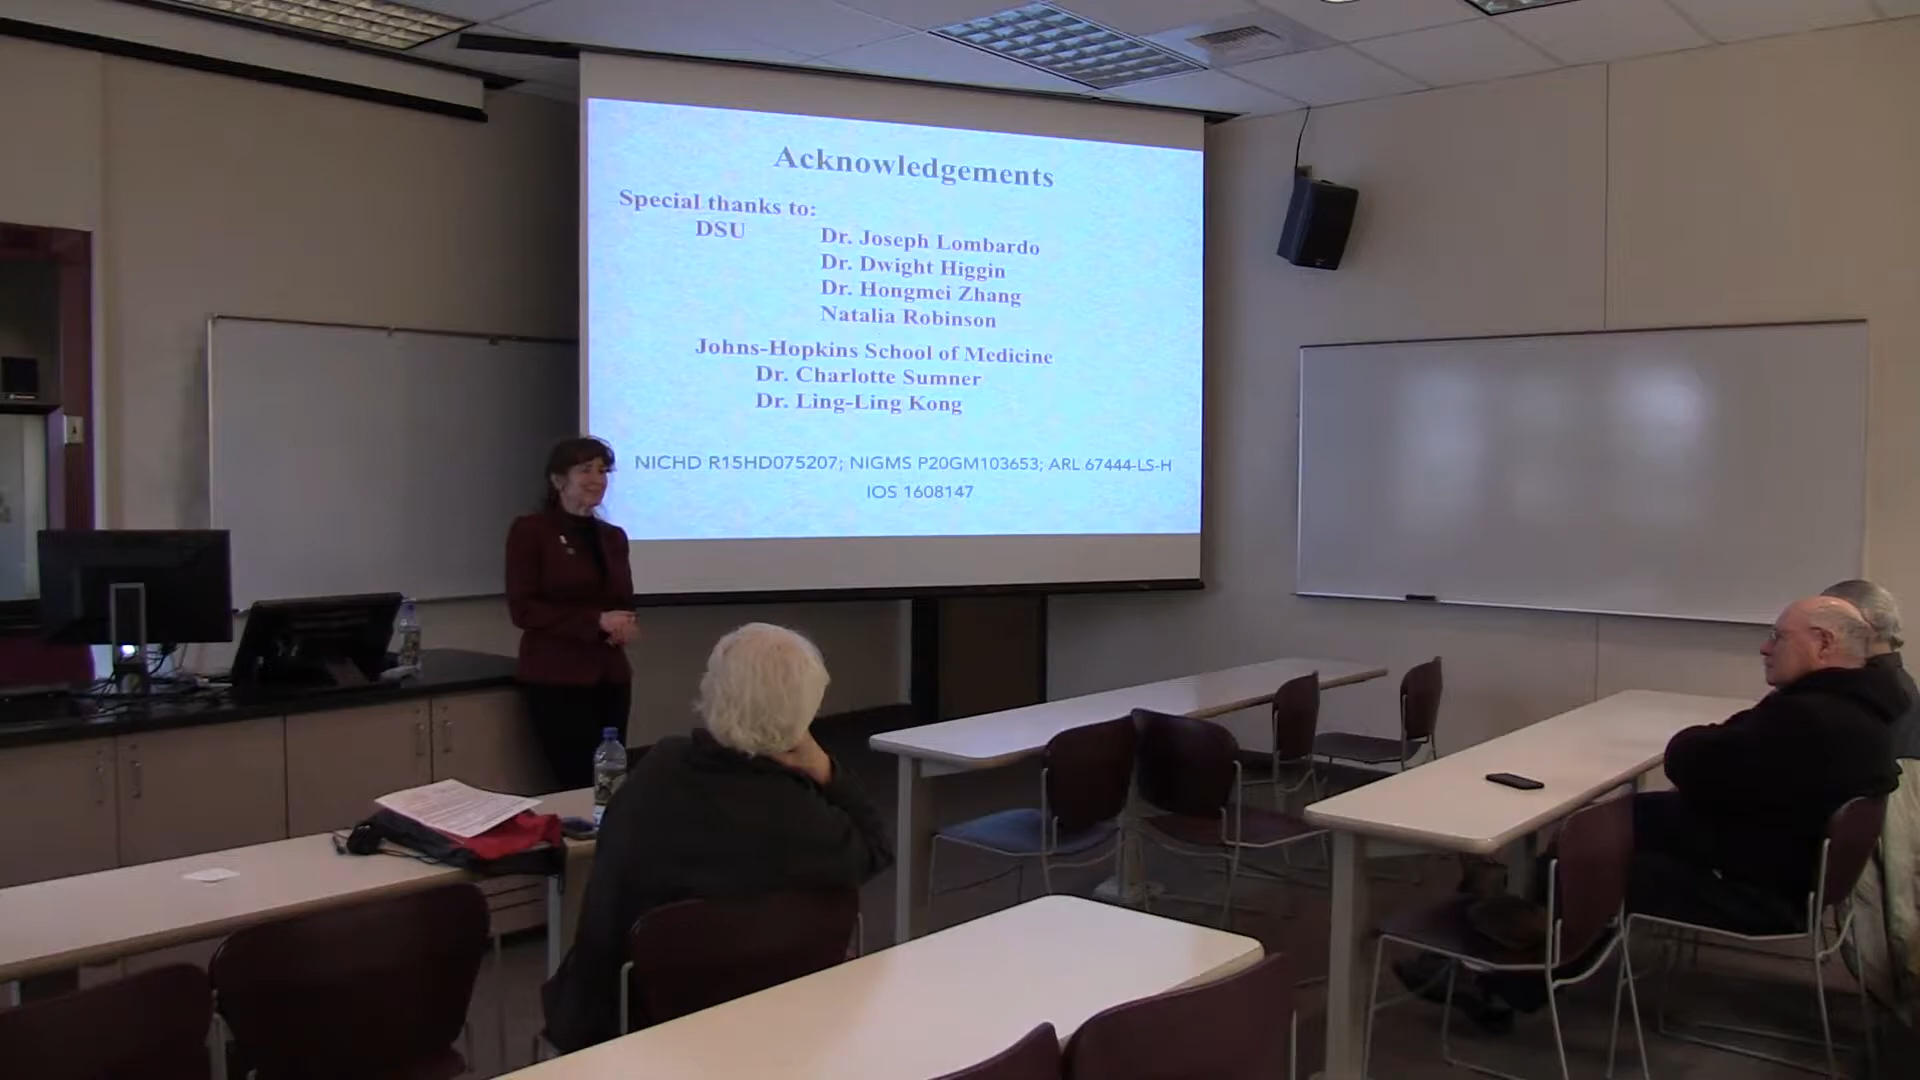 Acknowledgements
Special thanks to:
DSU Dr. Joseph Lombardo
Dr. Dwight Higgin
Dr. Hongmei Zhang
Natalia Robinson
Johns-Hopkins School of Medicine
Dr. Charlotte Sumner
Dr. Ling-Ling Kong
NICHD R15HD075207; NIGMS P20GM103653; ARL 67444-LS-H
IOS 1608147